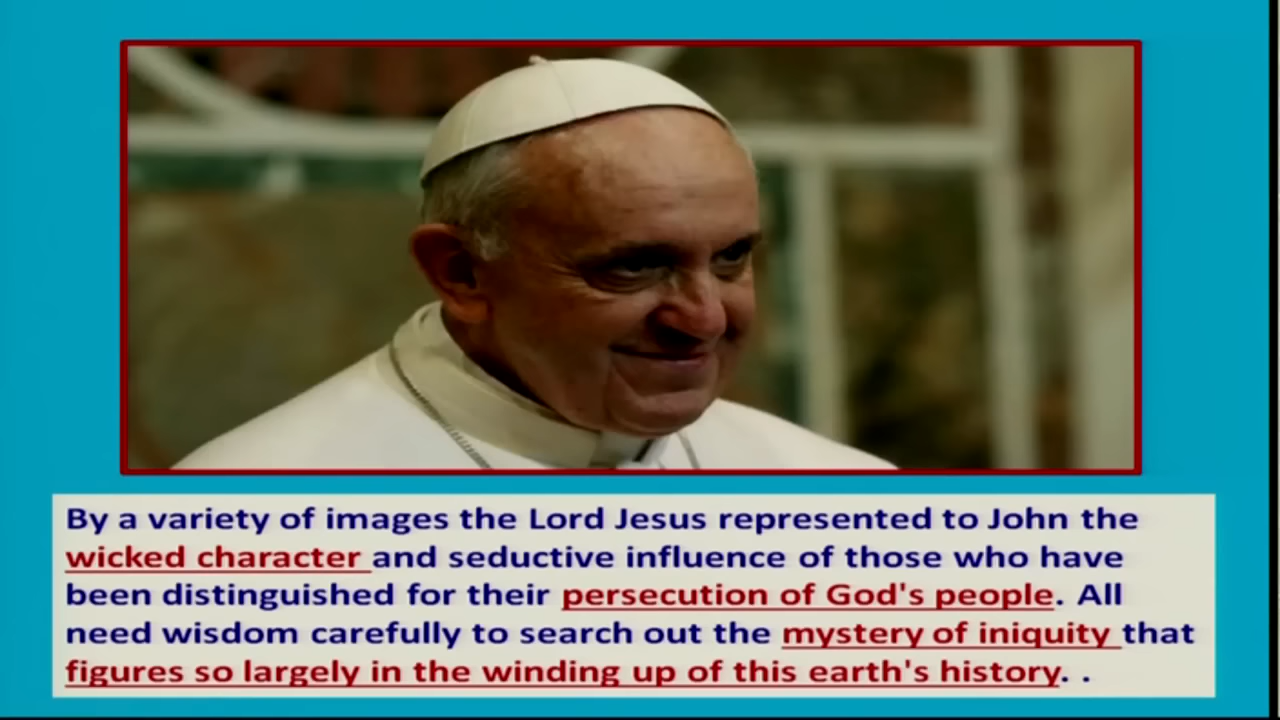 By a variety of images the Lord Jesus represented to John the
wicked character and seductive influence of those who have
been distinguished for their persecution of God's people. All
need wisdom carefully to search out the mystery of iniquity that
figures so largely in the winding up of this earth's history. .